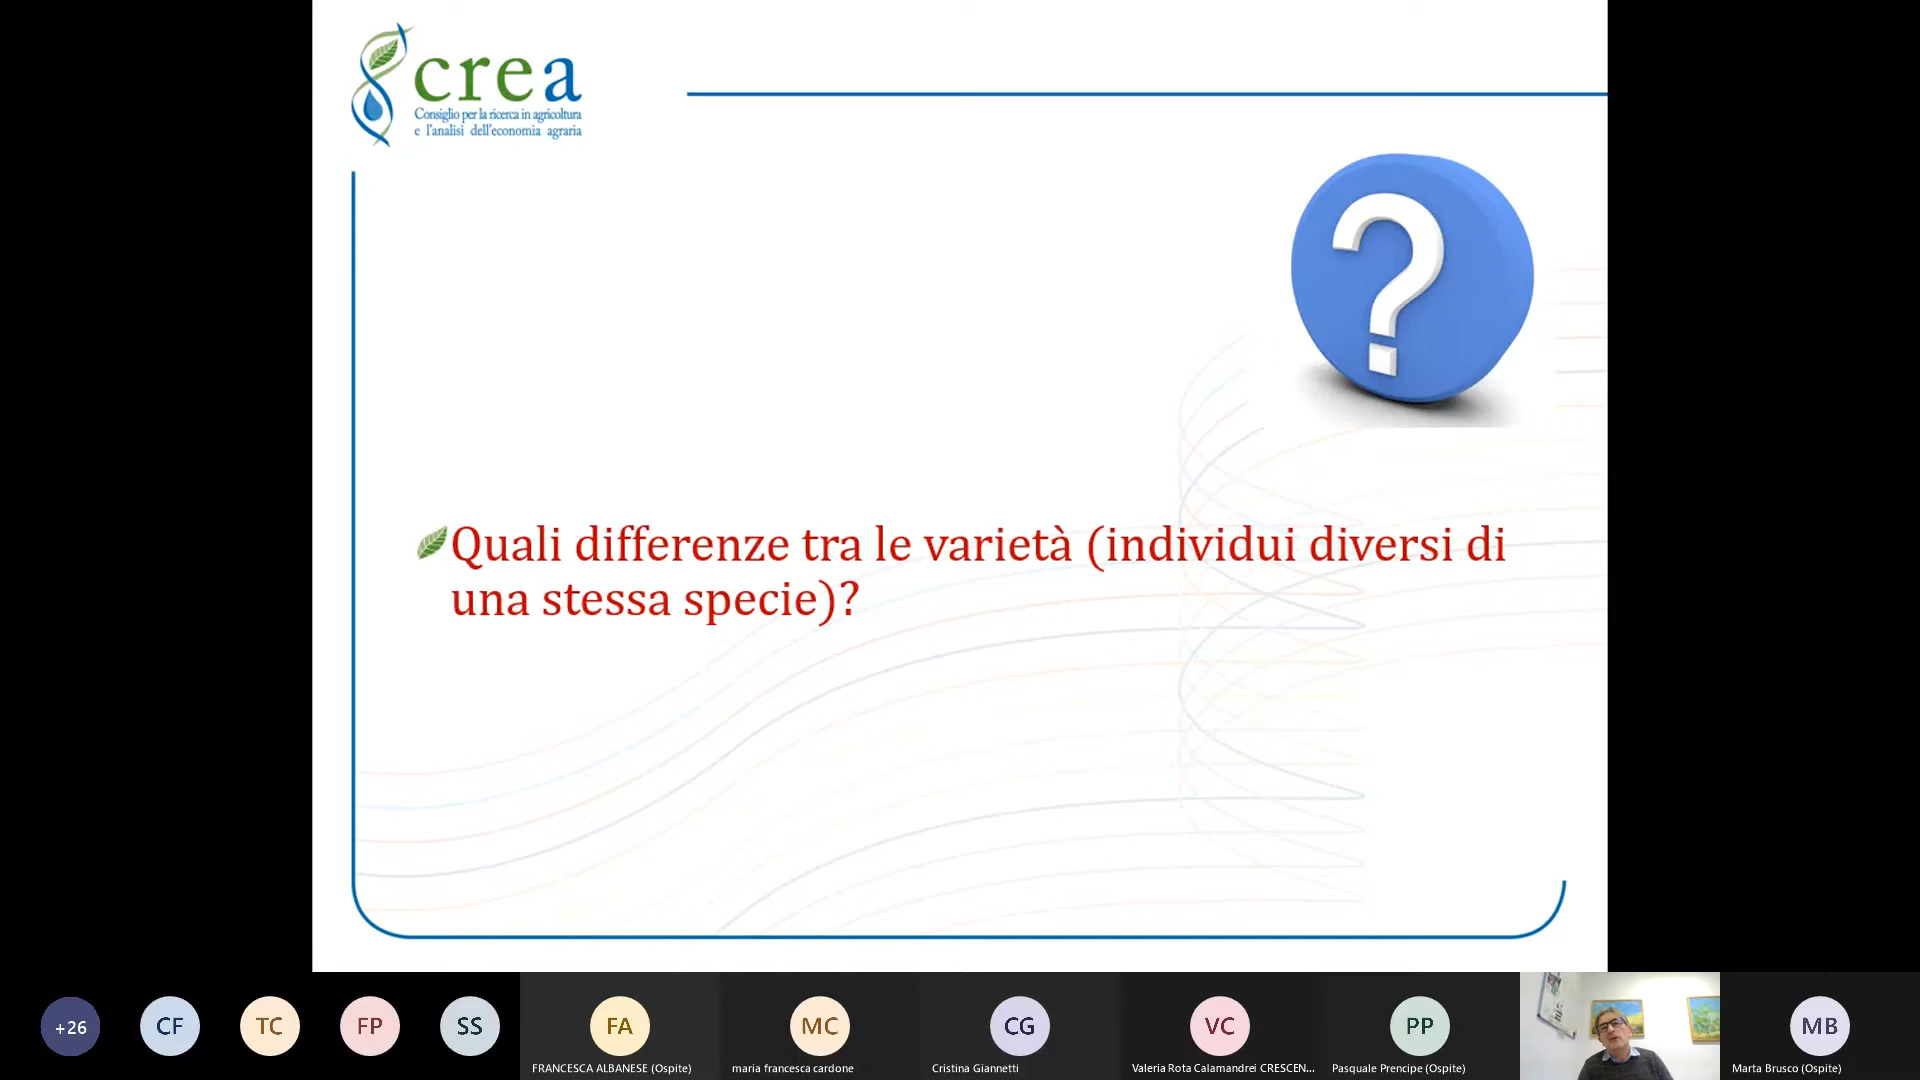 crea
Consiglio per la ricerca in agricoltura
e l'analisi dell'economia agraria
?
Quali differenze tra le varietà (individui diversi di
una stessa specie)?
+26
CF
TC
FP
SS
FA
MC
CG
VC
PP
MB
FRANCESCA ALBANESE (Ospite)
maria francesca cardone
Cristina Giannetti
Valeria Rota Calamandrei CRESCEN...
Pasquale Prencipe (Ospite)
Marta Brusco (Ospite)